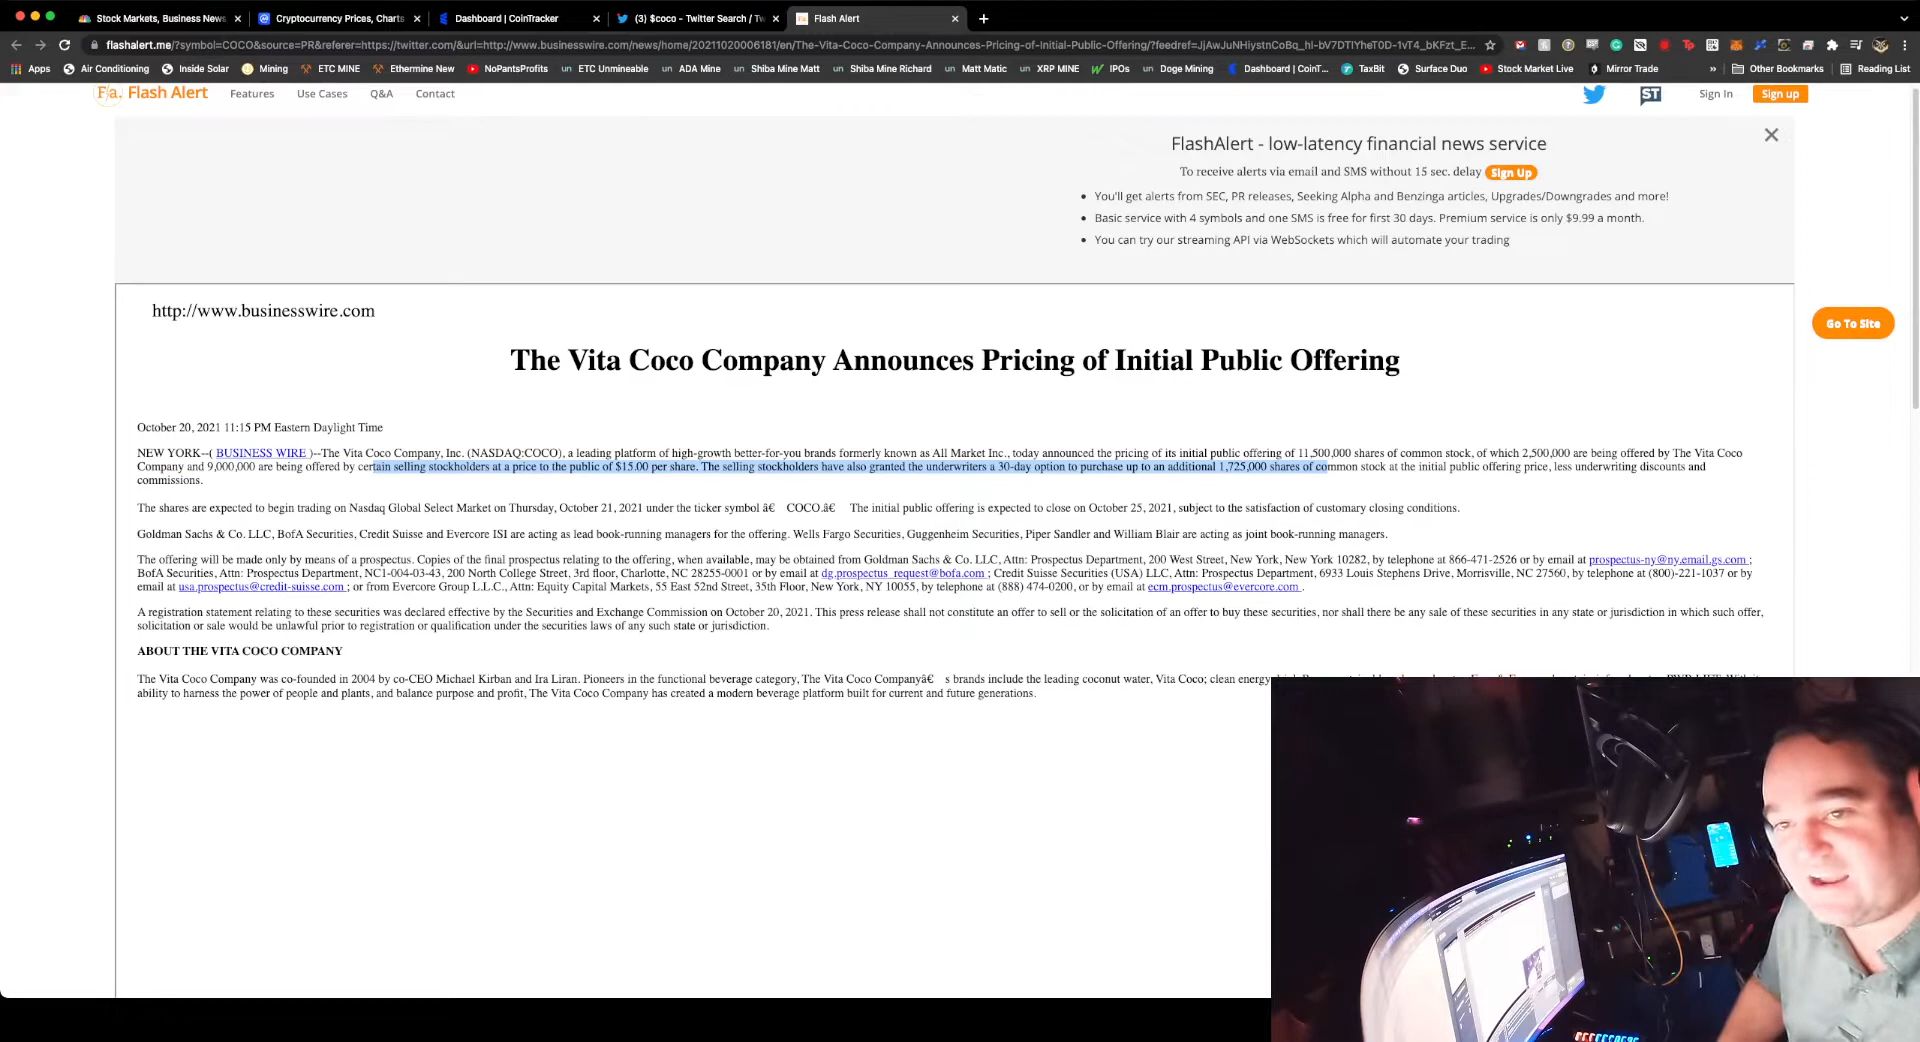 Stock Markets, Business News,
Cryptocurrency Prices, Charts
Dashboard | CoinTracker
(3) $coco - Twitter Search / Tw
Flash Alert
flashalert.me/?symbol=COCO&source=PR&referer=https://twitter.com/&url=http://www.businesswire.com/news/home/20211020006181/en/The-Vita-Coco-Company-Announces-Pricing-of-Initial-Public-Offering/?feedref=JjAwJuNHiystnCoBq_hl-bV7DTIYheT0D-1vT4_bKFzt_E...
Apps Air Conditioning Inside Solar Mining ETC MINE Ethermine New NoPantsProfits ETC Unmineable ADA Mine Shiba Mine Matt Shiba Mine Richard Matt Matic XRP MINE IPOs Doge Mining Dashboard | CoinT... TaxBit Surface Duo Stock Market Live Mirror Trade » Other Bookmarks Reading List
Fa. Flash Alert Features Use Cases Q&A Contact ST Sign In Sign up
FlashAlert - low-latency financial news service
To receive alerts via email and SMS without 15 sec. delay Sign Up
• You'll get alerts from SEC, PR releases, Seeking Alpha and Benzinga articles, Upgrades/Downgrades and more!
• Basic service with 4 symbols and one SMS is free for first 30 days. Premium service is only $9.99 a month.
• You can try our streaming API via WebSockets which will automate your trading
http://www.businesswire.com
Go To Site
The Vita Coco Company Announces Pricing of Initial Public Offering
October 20, 2021 11:15 PM Eastern Daylight Time
NEW YORK--( BUSINESS WIRE )--The Vita Coco Company, Inc. (NASDAQ:COCO), a leading platform of high-growth better-for-you brands formerly known as All Market Inc., today announced the pricing of its initial public offering of 11,500,000 shares of common stock, of which 2,500,000 are being offered by The Vita Coco
Company and 9,000,000 are being offered by certain selling stockholders at a price to the public of $15.00 per share. The selling stockholders have also granted the underwriters a 30-day option to purchase up to an additional 1,725,000 shares of common stock at the initial public offering price, less underwriting discounts and
commissions.
The shares are expected to begin trading on Nasdaq Global Select Market on Thursday, October 21, 2021 under the ticker symbol â€ COCO.â€ The initial public offering is expected to close on October 25, 2021, subject to the satisfaction of customary closing conditions.
Goldman Sachs & Co. LLC, BofA Securities, Credit Suisse and Evercore ISI are acting as lead book-running managers for the offering. Wells Fargo Securities, Guggenheim Securities, Piper Sandler and William Blair are acting as joint book-running managers.
The offering will be made only by means of a prospectus. Copies of the final prospectus relating to the offering, when available, may be obtained from Goldman Sachs & Co. LLC, Attn: Prospectus Department, 200 West Street, New York, New York 10282, by telephone at 866-471-2526 or by email at prospectus-ny@ny.email.gs.com ;
BofA Securities, Attn: Prospectus Department, NC1-004-03-43, 200 North College Street, 3rd floor, Charlotte, NC 28255-0001 or by email at dg.prospectus_request@bofa.com ; Credit Suisse Securities (USA) LLC, Attn: Prospectus Department, 6933 Louis Stephens Drive, Morrisville, NC 27560, by telephone at (800)-221-1037 or by
email at usa.prospectus@credit-suisse.com ; or from Evercore Group L.L.C., Attn: Equity Capital Markets, 55 East 52nd Street, 35th Floor, New York, NY 10055, by telephone at (888) 474-0200, or by email at ecm.prospectus@evercore.com .
A registration statement relating to these securities was declared effective by the Securities and Exchange Commission on October 20, 2021. This press release shall not constitute an offer to sell or the solicitation of an offer to buy these securities, nor shall there be any sale of these securities in any state or jurisdiction in which such offer,
solicitation or sale would be unlawful prior to registration or qualification under the securities laws of any such state or jurisdiction.
ABOUT THE VITA COCO COMPANY
The Vita Coco Company was co-founded in 2004 by co-CEO Michael Kirban and Ira Liran. Pioneers in the functional beverage category, The Vita Coco Companyâ€ s brands include the leading coconut water, Vita Coco; clean energy
ability to harness the power of people and plants, and balance purpose and profit, The Vita Coco Company has created a modern beverage platform built for current and future generations.